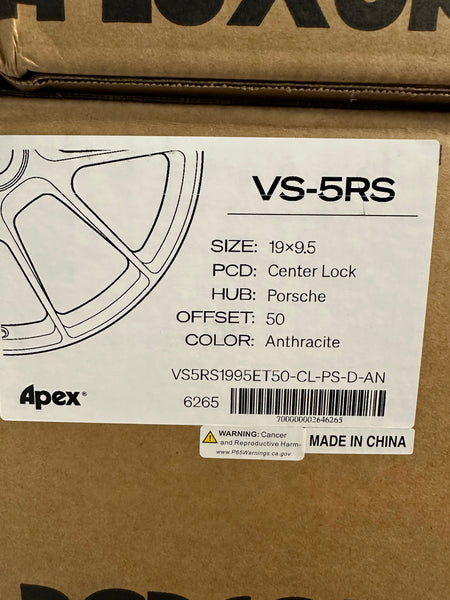 VS-5RS
SIZE: 19×9.5
PCD: Center Lock
HUB: Porsche
OFFSET: 50
COLOR: Anthracite
VS5RS1995ET50-CL-PS-D-AN
Apex®
6265
700000002646265
WARNING: Cancer
and Reproductive Harm-
www.P65Warnings.ca.gov
MADE IN CHINA